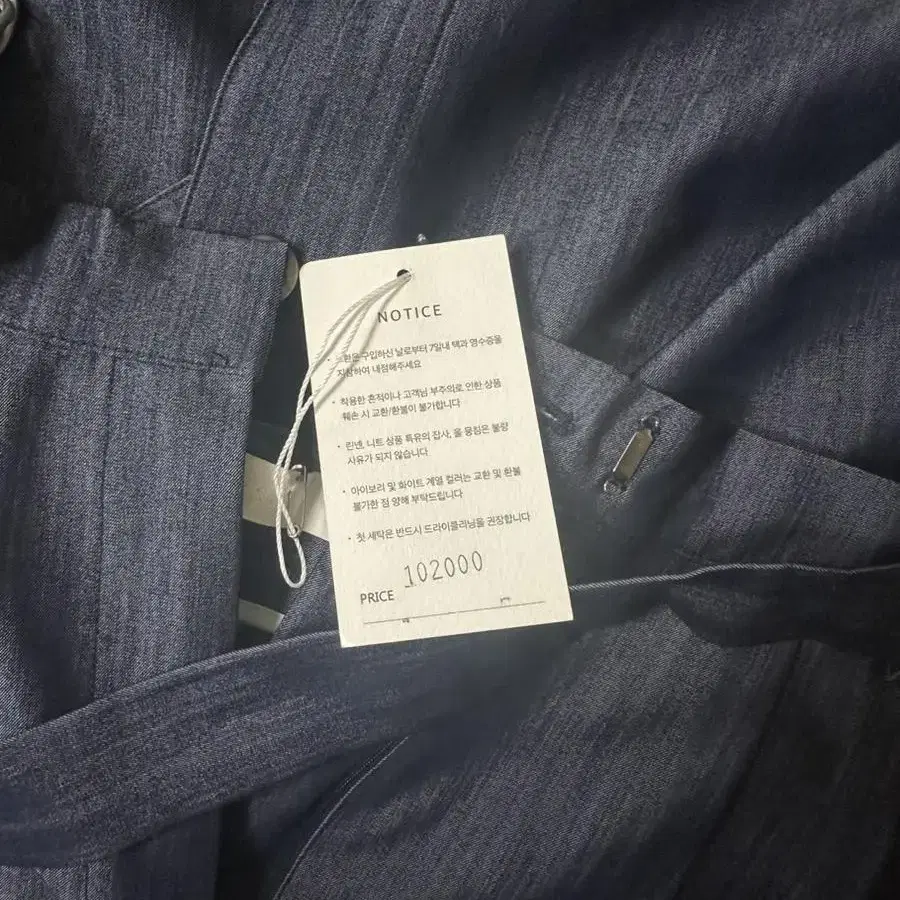 NOTICE
구입하신 날로부터 7일내 택과 영수증을
지참하여 내점해주세요
• 착용한 흔적이나 고객님 부주의로 인한 상품
훼손 시 교환/환불이 불가합니다
• 린넨, 니트 상품 특유의 잡사, 올 뭉침은 불량
사유가 되지 않습니다
• 아이보리 및 화이트 계열 컬러는 교환 및 환불
불가한 점 양해 부탁드립니다
• 첫 세탁은 반드시 드라이클리닝을 권장합니다
PRICE 102000